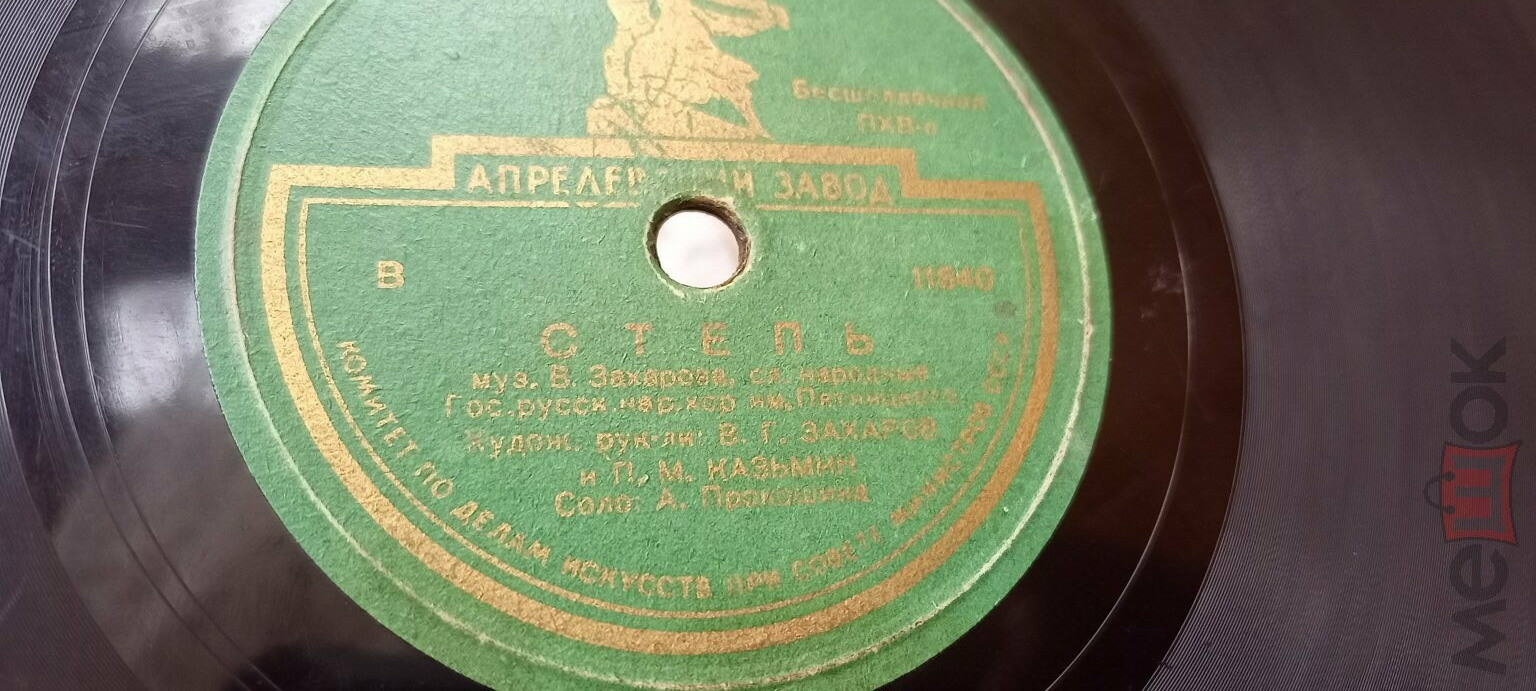 Бесшеллачная
ПХВ-о
АПРЕЛЕВСКИЙ ЗАВОД
В 11840
СТЕПЬ
муз. В. Захарова, сл. народные
Гос.русск.нар.хор им.Пятницкого
Худож. рук-ли: В. Г. ЗАХАРОВ
и П. М. КАЗЬМИН
Соло: А. Прокошина
КОМИТЕТ ПО ДЕЛАМ ИСКУССТВ ПРИ СОВЕТЕ МИНИСТРОВ СССР
мешок